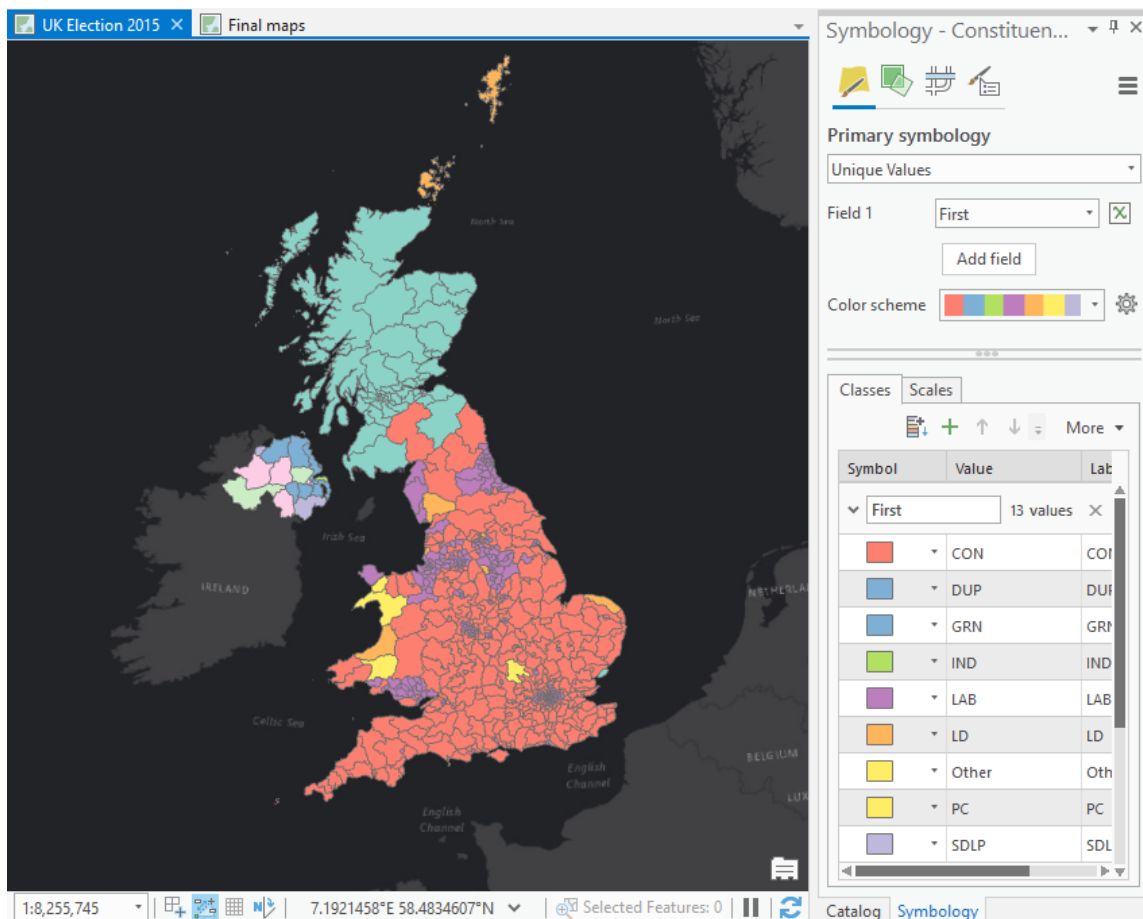 UK Election 2015
Final maps
Symbology - Constituen...
Primary symbology
Unique Values
Field 1
First
Add field
Color scheme
Classes
Scales
More
Symbol
Value
Lab
First
13 values
CON
CON
DUP
DUP
GRN
GRN
IND
IND
LAB
LAB
LD
LD
Other
Oth
PC
PC
SDLP
SDL
North Sea
North Sea
Irish Sea
IRELAND
NETHERLA
Celtic Sea
BELGIUM
English
Channel
LUX
English
Channel
1:8,255,745
7.1921458°E 58.4834607°N
Selected Features: 0
Catalog
Symbology